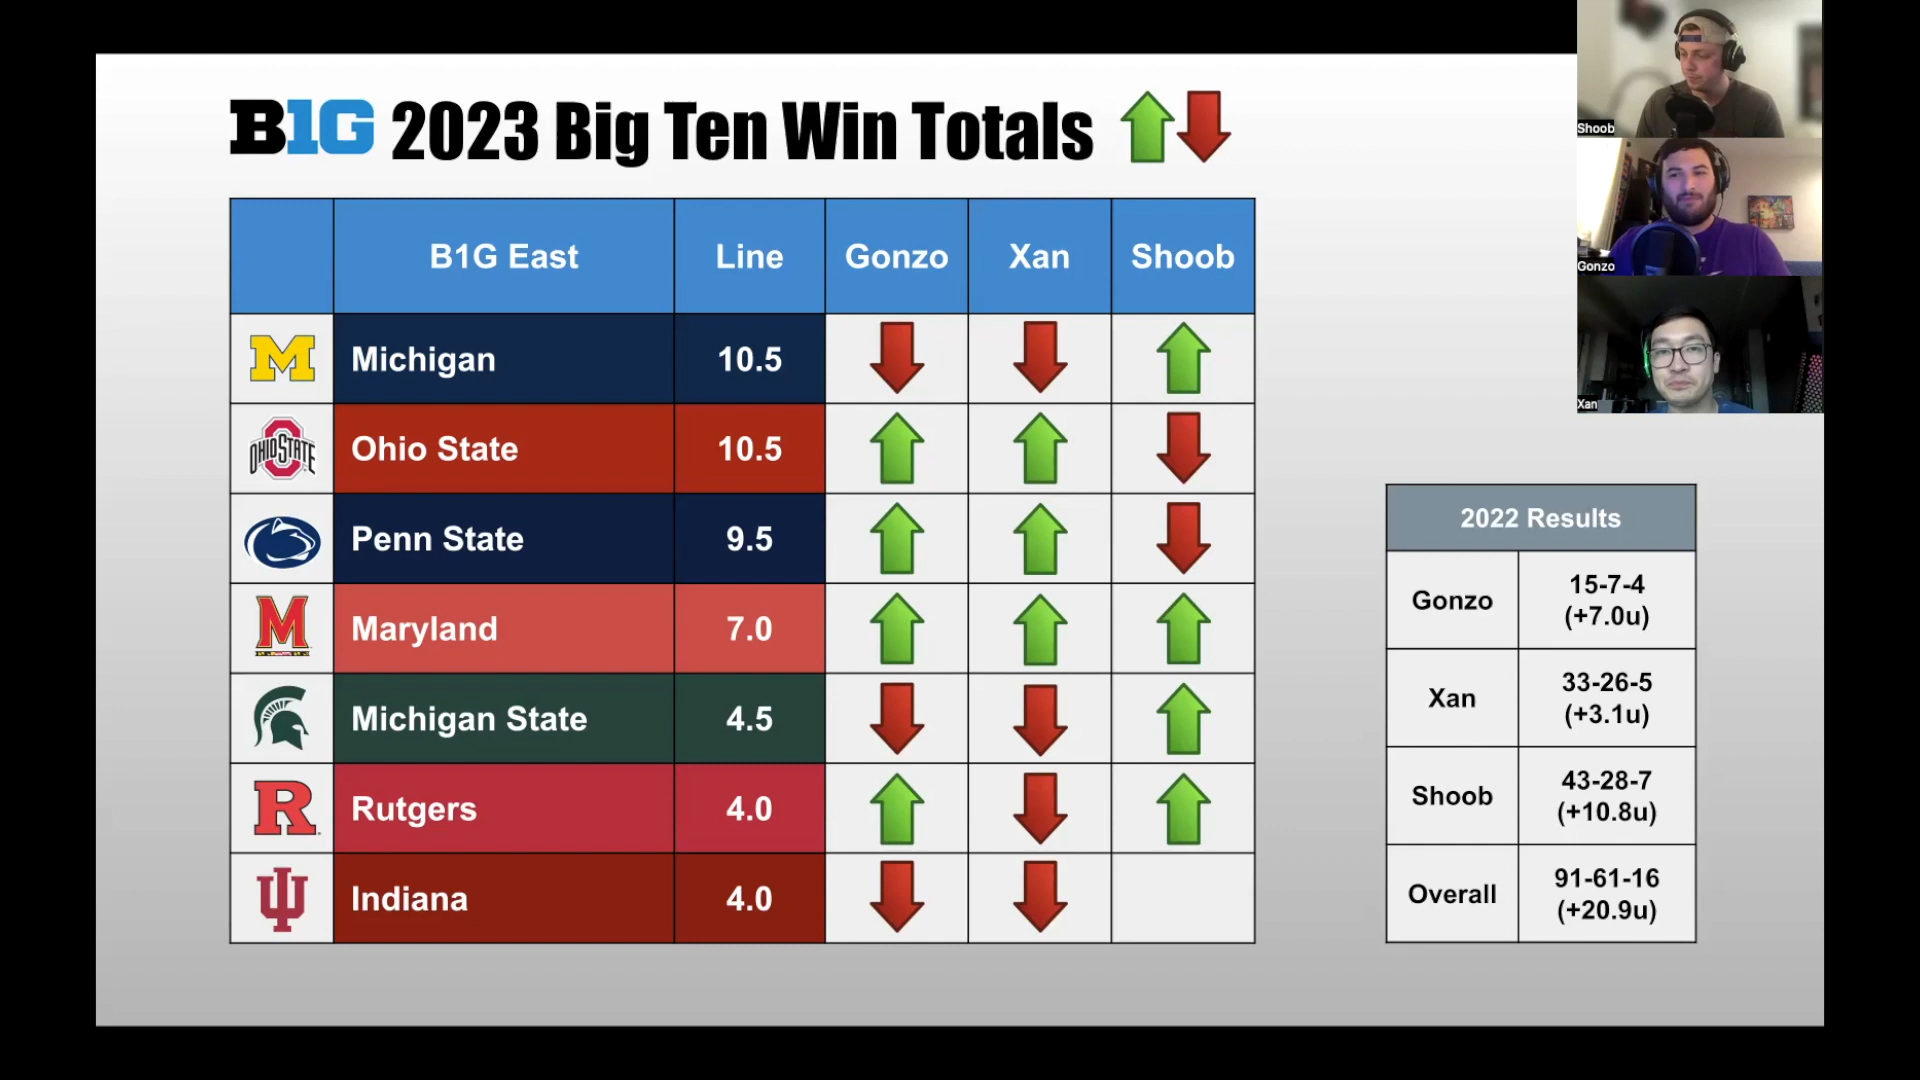 B1G 2023 Big Ten Win Totals
B1G East Line Gonzo Xan Shoob
M Michigan 10.5
OHIO STATE Ohio State 10.5
Penn State 9.5
M Maryland 7.0
Michigan State 4.5
R Rutgers 4.0
Indiana 4.0
Shoob
Gonzo
Xan
2022 Results
Gonzo 15-7-4
(+7.0u)
Xan 33-26-5
(+3.1u)
Shoob 43-28-7
(+10.8u)
Overall 91-61-16
(+20.9u)